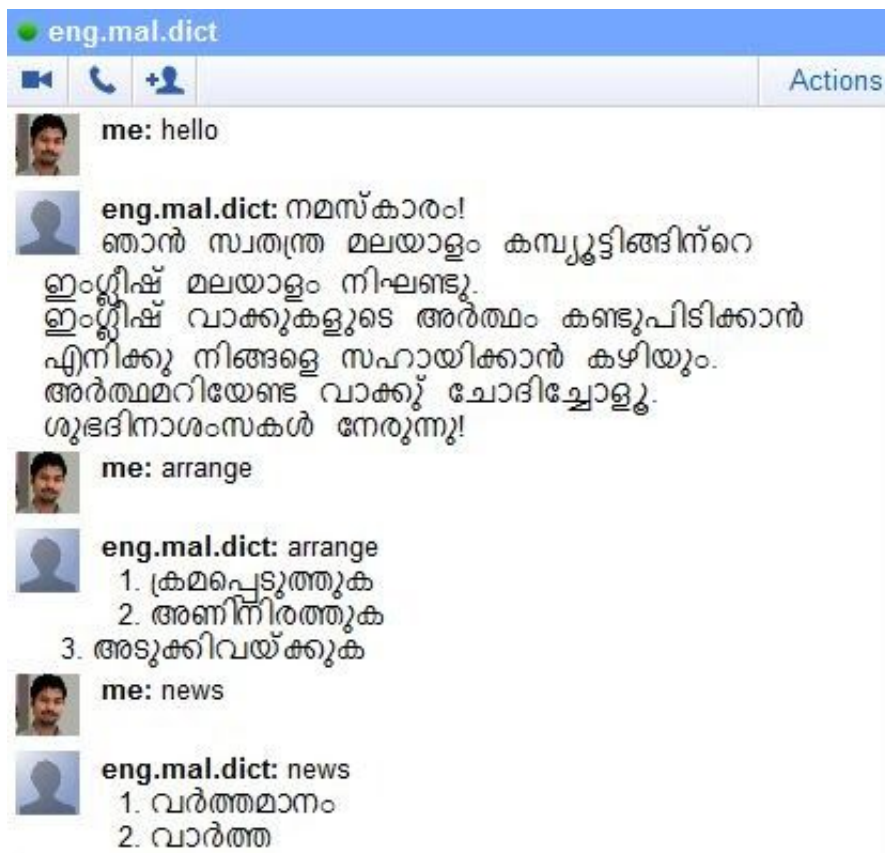 eng.mal.dict
Actions
me: hello
eng.mal.dict: നമസ്കാരം!
ഞാൻ സ്വതന്ത്ര മലയാളം കമ്പ്യൂട്ടിങ്ങിന്റെ
ഇംഗ്ലീഷ് മലയാളം നിഘണ്ടു.
ഇംഗ്ലീഷ് വാക്കുകളുടെ അർത്ഥം കണ്ടുപിടിക്കാൻ
എനിക്കു നിങ്ങളെ സഹായിക്കാൻ കഴിയും.
അർത്ഥമറിയേണ്ട വാക്കു് ചോദിച്ചോളൂ.
ശുഭദിനാശംസകൾ നേരുന്നു!
me: arrange
eng.mal.dict: arrange
1. ക്രമപ്പെടുത്തുക
2. അണിനിരത്തുക
3. അടുക്കിവയ്ക്കുക
me: news
eng.mal.dict: news
1. വർത്തമാനം
2. വാർത്ത